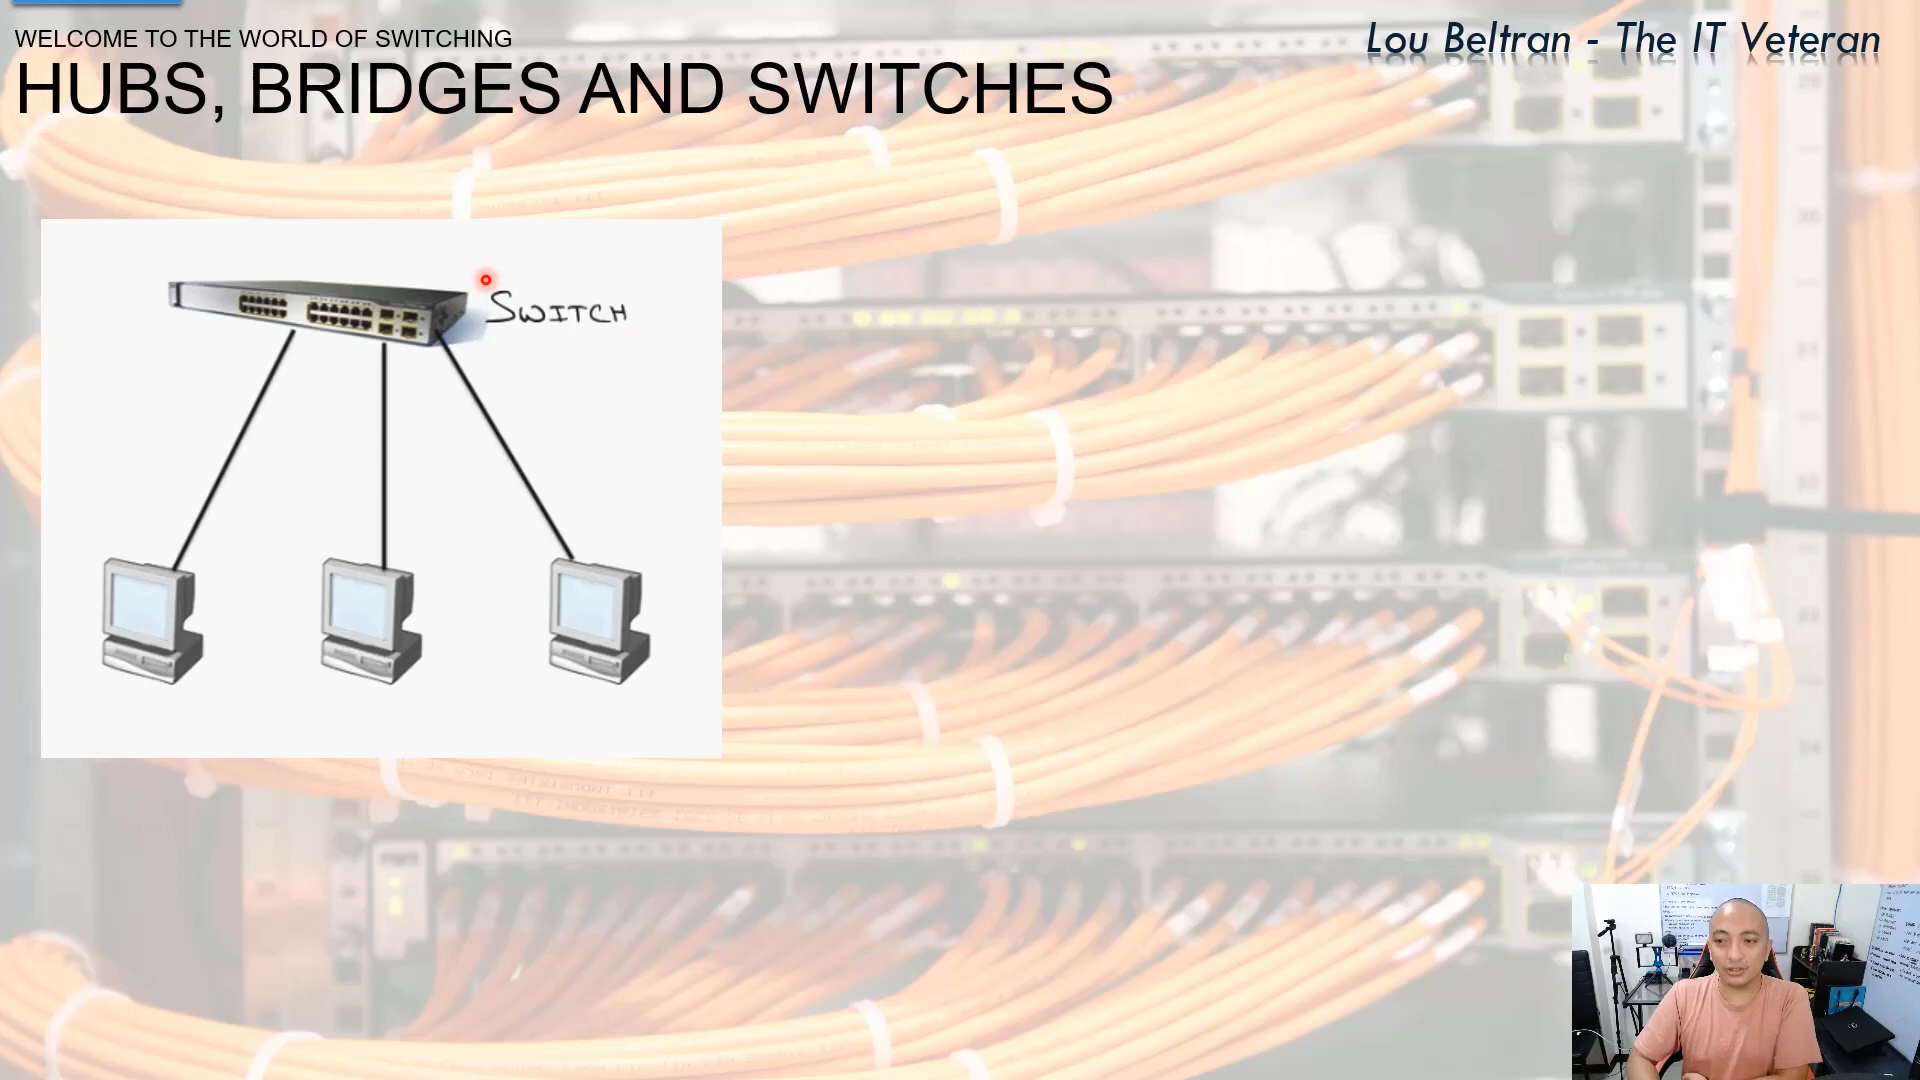 WELCOME TO THE WORLD OF SWITCHING
HUBS, BRIDGES AND SWITCHES
Lou Beltran - The IT Veteran
SWITCH